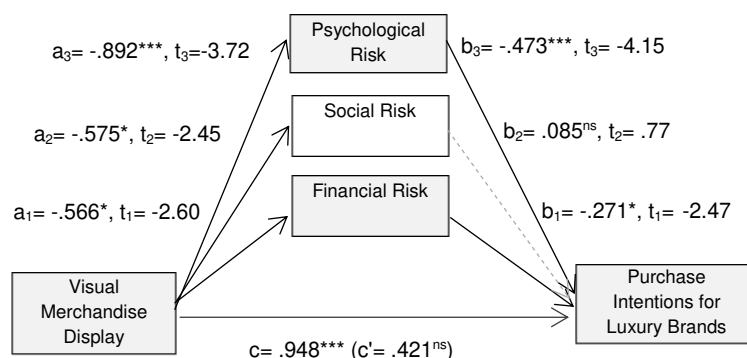 Psychological
Risk
a₃= -.892***, t₃=-3.72
b₃= -.473***, t₃= -4.15
Social Risk
a₂= -.575*, t₂= -2.45
b₂= .085ⁿˢ, t₂= .77
Financial Risk
a₁= -.566*, t₁= -2.60
b₁= -.271*, t₁= -2.47
Visual
Merchandise
Display
Purchase
Intentions for
Luxury Brands
c= .948*** (c'= .421ⁿˢ)